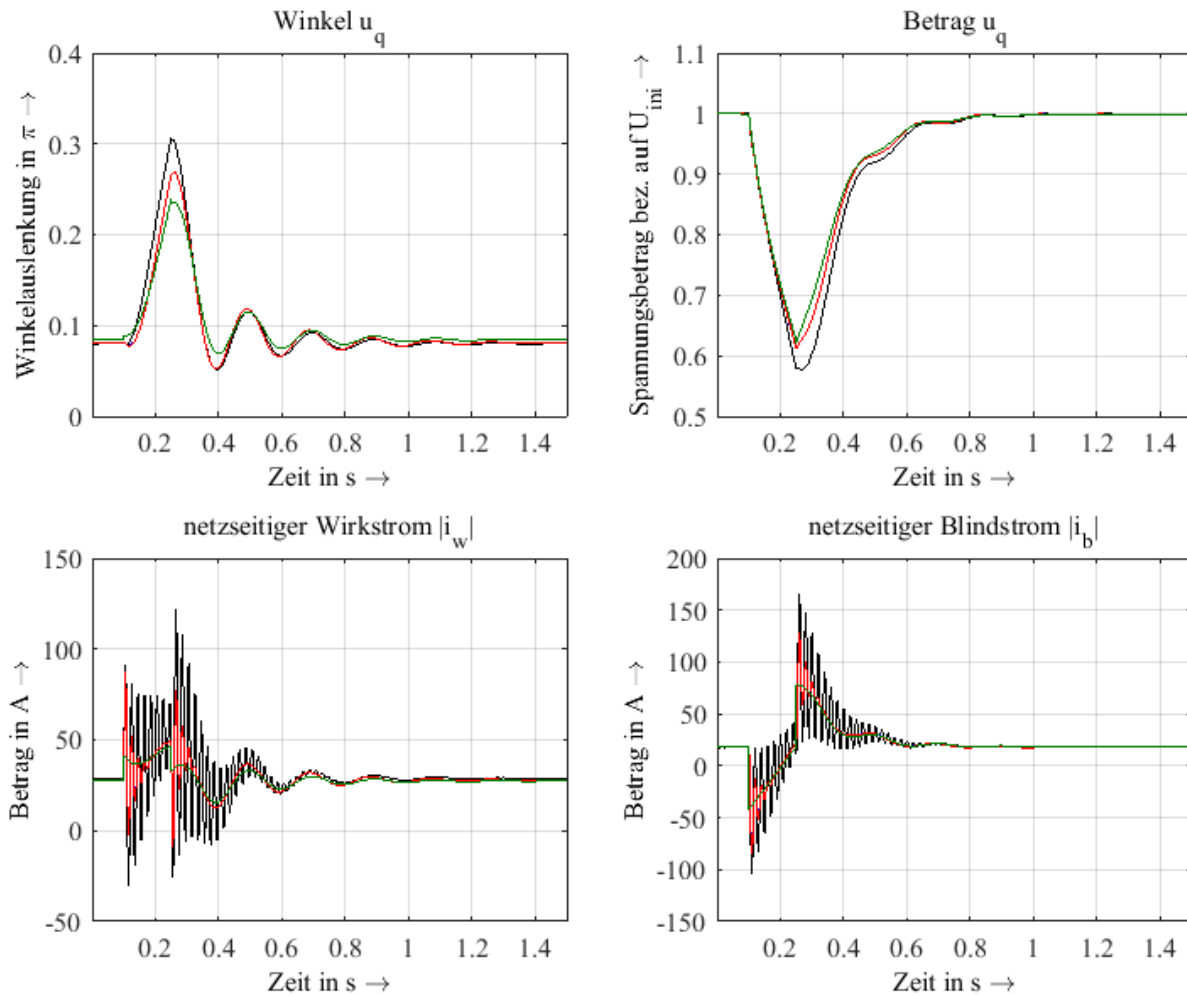 Winkel u_q
Winkelauslenkung in π →
0.4
0.3
0.2
0.1
0
0.2 0.4 0.6 0.8 1 1.2 1.4
Zeit in s →
Betrag u_q
Spannungsbetrag bez. auf U_ini →
1.1
1
0.9
0.8
0.7
0.6
0.5
0.2 0.4 0.6 0.8 1 1.2 1.4
Zeit in s →
netzseitiger Wirkstrom |i_w|
Betrag in A →
150
100
50
0
-50
0.2 0.4 0.6 0.8 1 1.2 1.4
Zeit in s →
netzseitiger Blindstrom |i_b|
Betrag in A →
200
150
100
50
0
-50
-100
-150
0.2 0.4 0.6 0.8 1 1.2 1.4
Zeit in s →